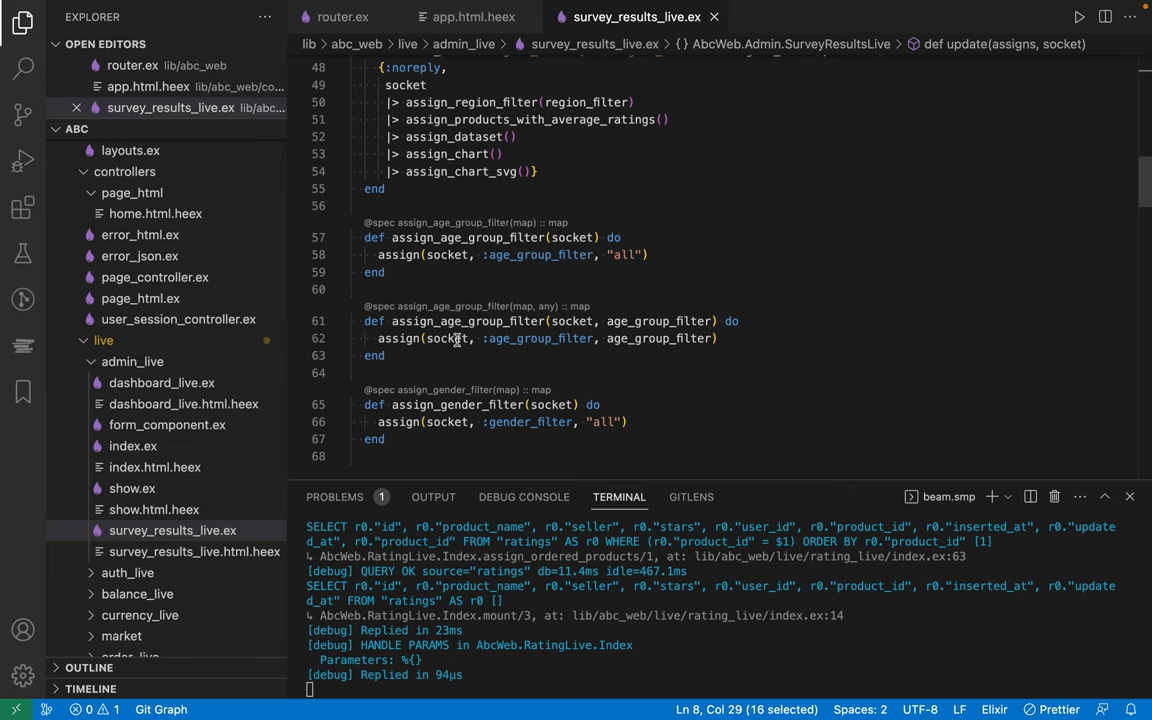 EXPLORER
OPEN EDITORS
router.ex lib/abc_web
app.html.heex lib/abc_web/co...
survey_results_live.ex lib/abc...
ABC
layouts.ex
controllers
page_html
home.html.heex
error_html.ex
error_json.ex
page_controller.ex
page_html.ex
user_session_controller.ex
live
admin_live
dashboard_live.ex
dashboard_live.html.heex
form_component.ex
index.ex
index.html.heex
show.ex
show.html.heex
survey_results_live.ex
survey_results_live.html.heex
auth_live
balance_live
currency_live
market
order_live
OUTLINE
TIMELINE
router.ex app.html.heex survey_results_live.ex
lib > abc_web > live > admin_live > survey_results_live.ex > {} AbcWeb.Admin.SurveyResultsLive > def update(assigns, socket)
48 {:noreply,
49 socket
50 |> assign_region_filter(region_filter)
51 |> assign_products_with_average_ratings()
52 |> assign_dataset()
53 |> assign_chart()
54 |> assign_chart_svg()}
55 end
56
@spec assign_age_group_filter(map) :: map
57 def assign_age_group_filter(socket) do
58 assign(socket, :age_group_filter, "all")
59 end
60
@spec assign_age_group_filter(map, any) :: map
61 def assign_age_group_filter(socket, age_group_filter) do
62 assign(socket, :age_group_filter, age_group_filter)
63 end
64
@spec assign_gender_filter(map) :: map
65 def assign_gender_filter(socket) do
66 assign(socket, :gender_filter, "all")
67 end
68
PROBLEMS 1 OUTPUT DEBUG CONSOLE TERMINAL GITLENS beam.smp
SELECT r0."id", r0."product_name", r0."seller", r0."stars", r0."user_id", r0."product_id", r0."inserted_at", r0."update
d_at", r0."product_id" FROM "ratings" AS r0 WHERE (r0."product_id" = $1) ORDER BY r0."product_id" [1]
↳ AbcWeb.RatingLive.Index.assign_ordered_products/1, at: lib/abc_web/live/rating_live/index.ex:63
[debug] QUERY OK source="ratings" db=11.4ms idle=467.1ms
SELECT r0."id", r0."product_name", r0."seller", r0."stars", r0."user_id", r0."product_id", r0."inserted_at", r0."update
d_at" FROM "ratings" AS r0 []
↳ AbcWeb.RatingLive.Index.mount/3, at: lib/abc_web/live/rating_live/index.ex:14
[debug] Replied in 23ms
[debug] HANDLE PARAMS in AbcWeb.RatingLive.Index
Parameters: %{}
[debug] Replied in 94µs
0 1 Git Graph Ln 8, Col 29 (16 selected) Spaces: 2 UTF-8 LF Elixir Prettier